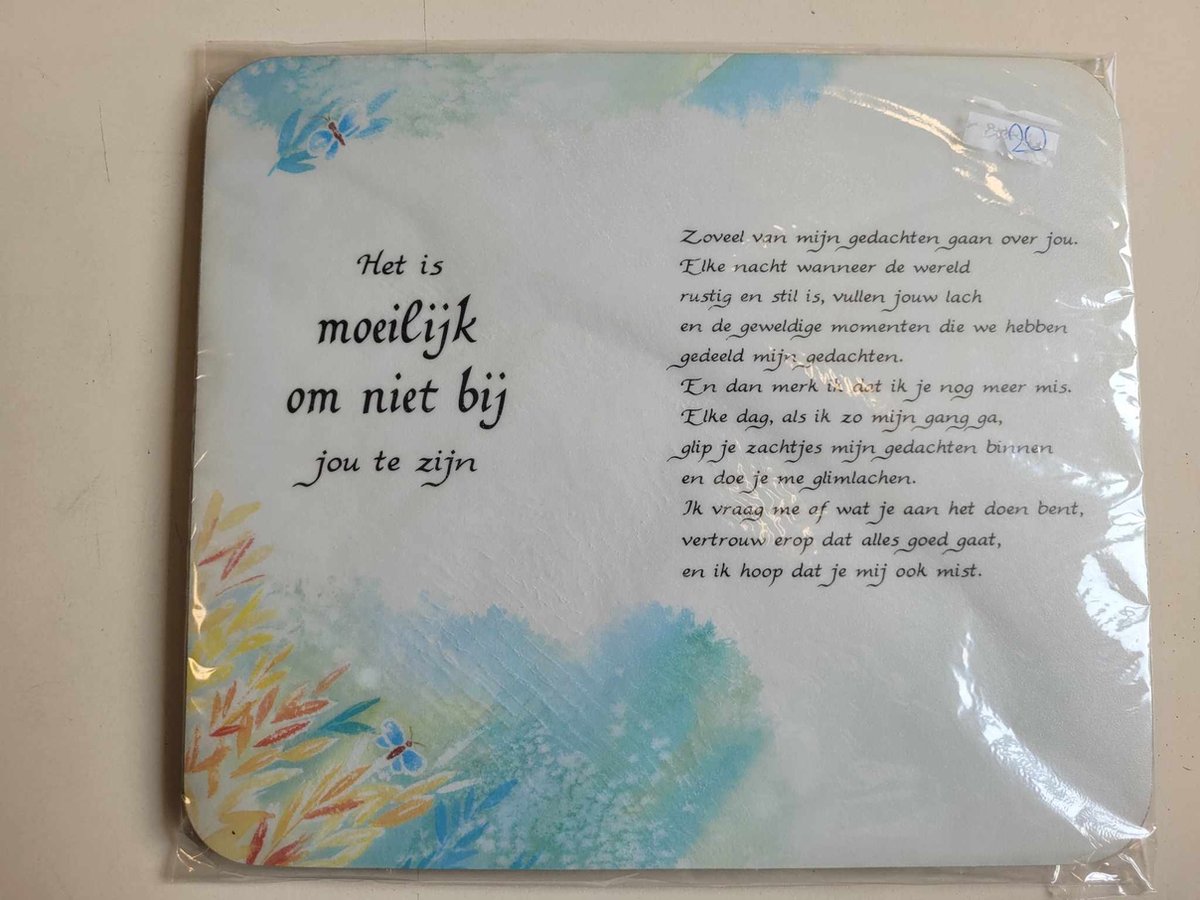 Het is
moeilijk
om niet bij
jou te zijn
Zoveel van mijn gedachten gaan over jou.
Elke nacht wanneer de wereld
rustig en stil is, vullen jouw lach
en de geweldige momenten die we hebben
gedeeld mijn gedachten.
En dan merk ik dat ik je nog meer mis.
Elke dag, als ik zo mijn gang ga,
glip je zachtjes mijn gedachten binnen
en doe je me glimlachen.
Ik vraag me af wat je aan het doen bent,
vertrouw erop dat alles goed gaat,
en ik hoop dat je mij ook mist.
20